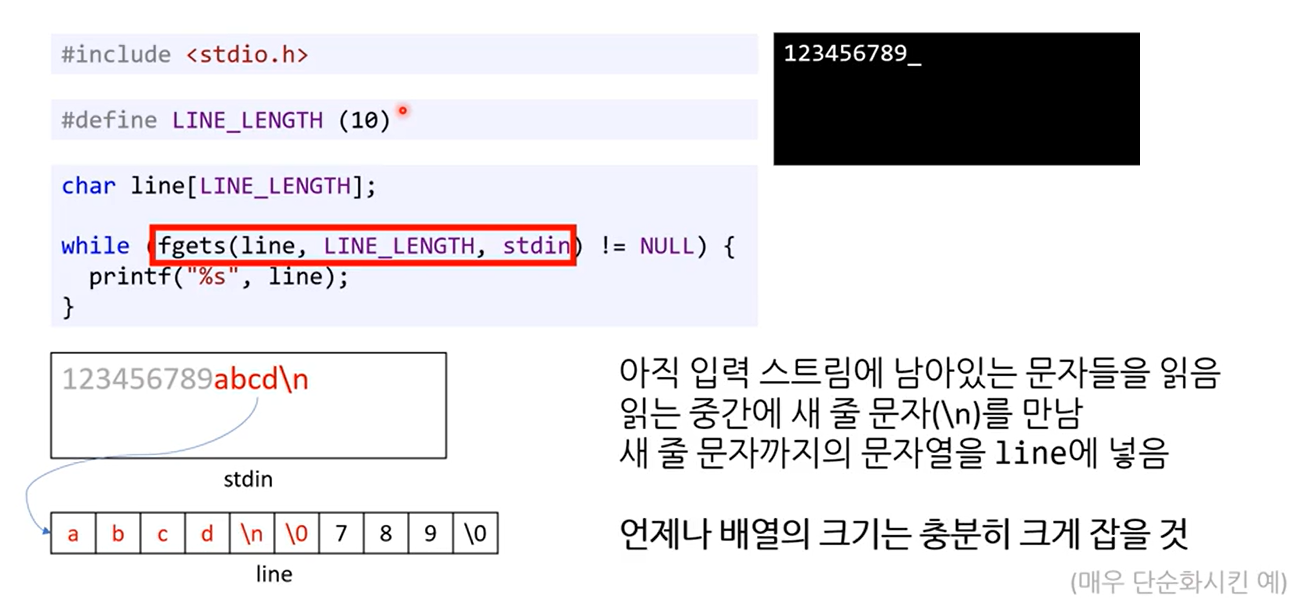 #include <stdio.h>
#define LINE_LENGTH (10)
char line[LINE_LENGTH];
while (fgets(line, LINE_LENGTH, stdin) != NULL) {
printf("%s", line);
}
123456789_
123456789abcd\n
stdin
a b c d \n \0 7 8 9 \0
line
아직 입력 스트림에 남아있는 문자들을 읽음
읽는 중간에 새 줄 문자(\n)를 만남
새 줄 문자까지의 문자열을 line에 넣음
언제나 배열의 크기는 충분히 크게 잡을 것
(매우 단순화시킨 예)